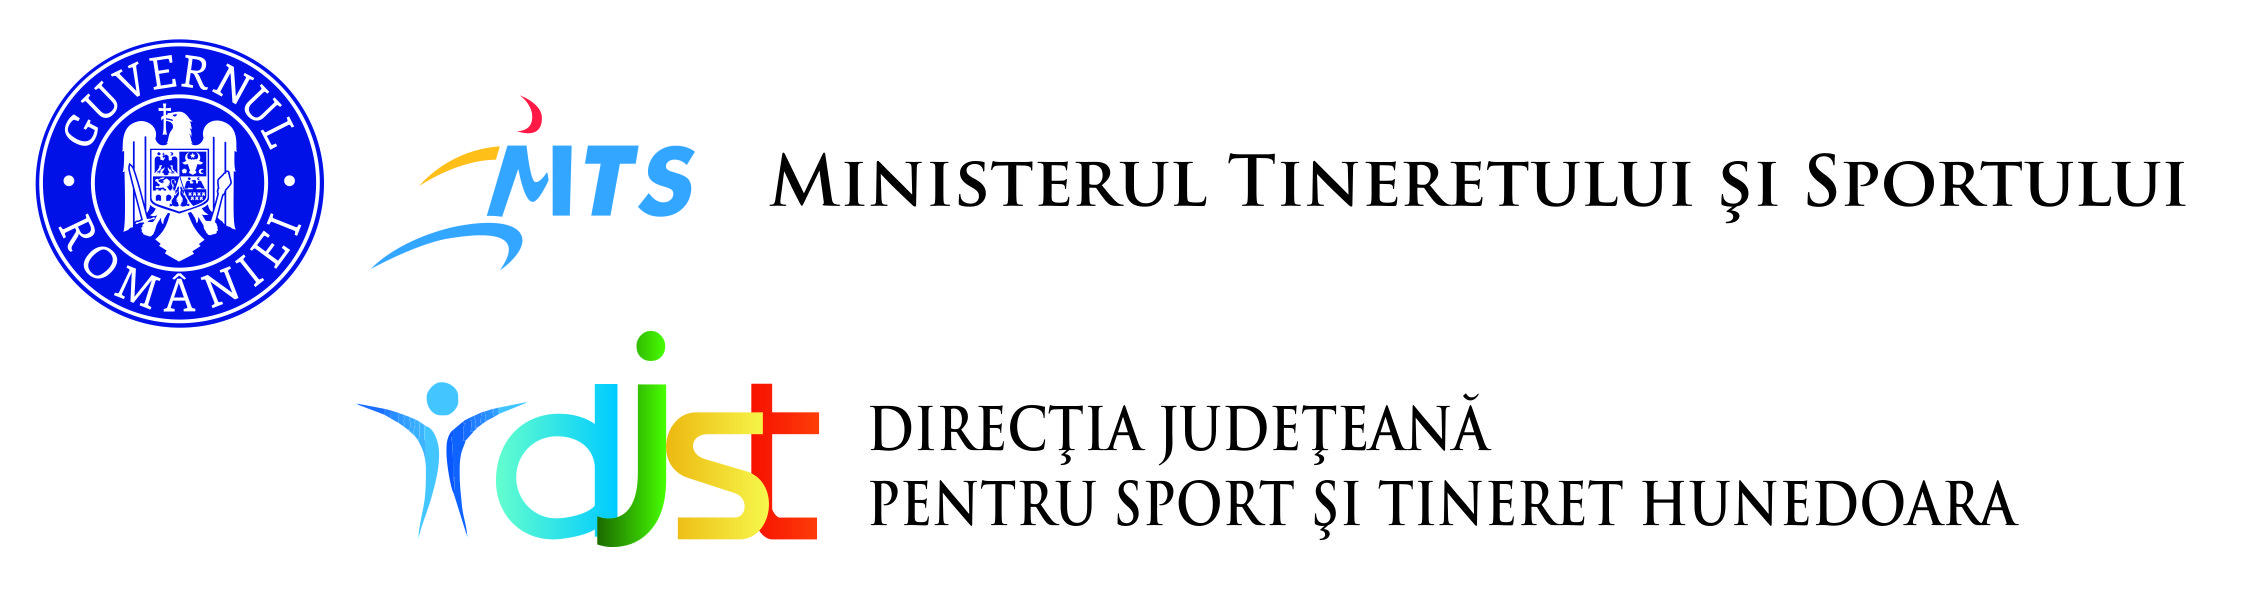 GUVERNUL
ROMÂNIEI
MTS
MINISTERUL TINERETULUI ŞI SPORTULUI
djst
DIRECŢIA JUDEŢEANĂ
PENTRU SPORT ŞI TINERET HUNEDOARA